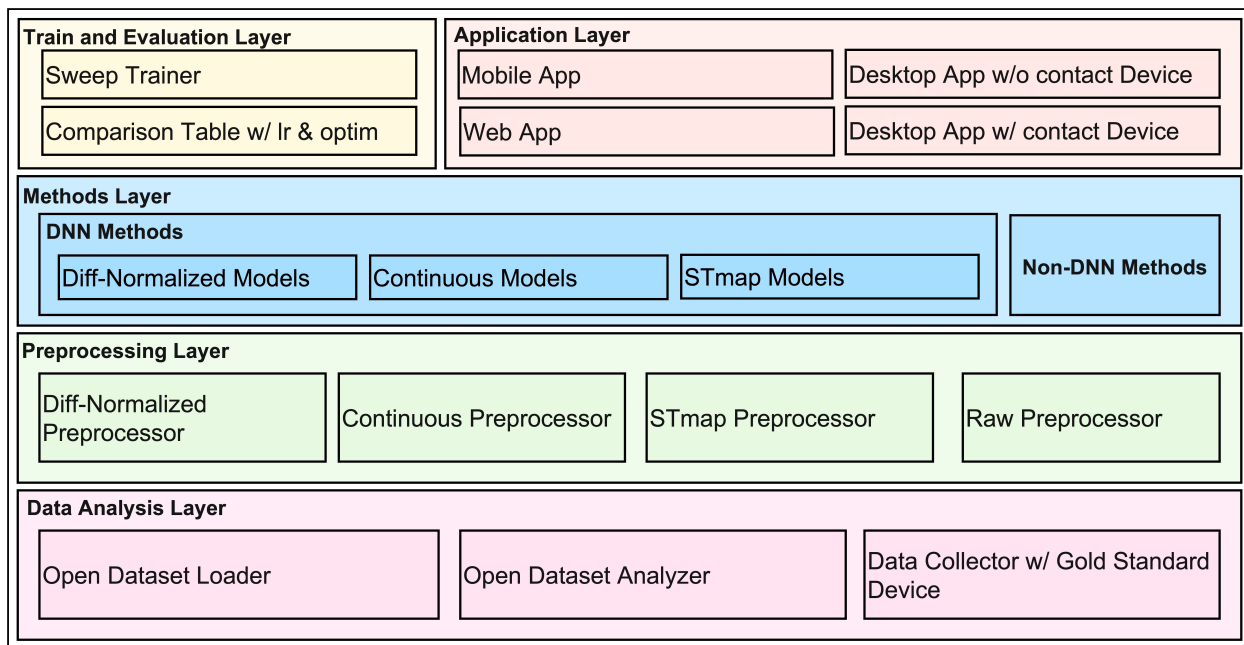 Train and Evaluation Layer
Sweep Trainer
Comparison Table w/ lr & optim
Application Layer
Mobile App
Desktop App w/o contact Device
Web App
Desktop App w/ contact Device
Methods Layer
DNN Methods
Diff-Normalized Models
Continuous Models
STmap Models
Non-DNN Methods
Preprocessing Layer
Diff-Normalized
Preprocessor
Continuous Preprocessor
STmap Preprocessor
Raw Preprocessor
Data Analysis Layer
Open Dataset Loader
Open Dataset Analyzer
Data Collector w/ Gold Standard
Device